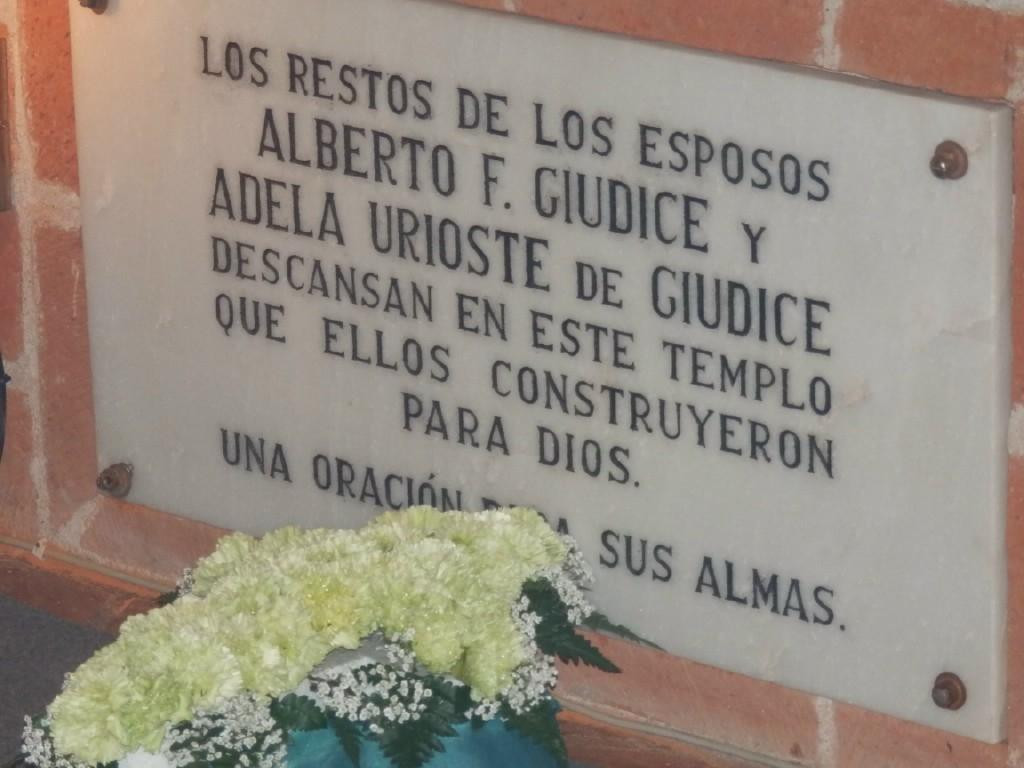 LOS RESTOS DE LOS ESPOSOS
ALBERTO F. GIUDICE Y
ADELA URIOSTE DE GIUDICE
DESCANSAN EN ESTE TEMPLO
QUE ELLOS CONSTRUYERON
PARA DIOS.
UNA ORACIÓN SUS ALMAS.